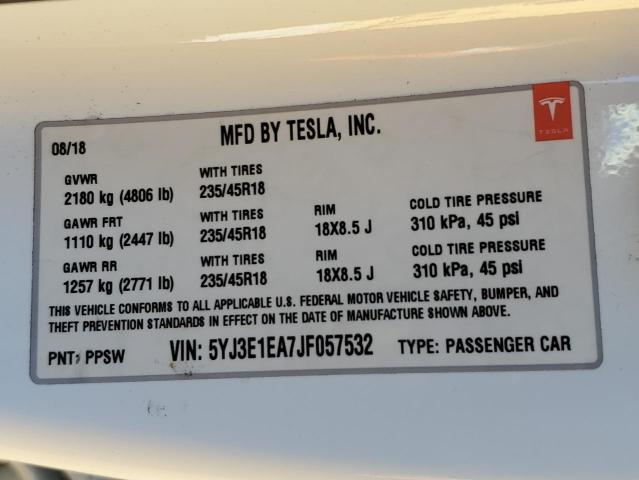 08/18
MFD BY TESLA, INC.
TESLA
GVWR WITH TIRES
2180 kg (4806 lb) 235/45R18
GAWR FRT WITH TIRES RIM COLD TIRE PRESSURE
1110 kg (2447 lb) 235/45R18 18X8.5 J 310 kPa, 45 psi
GAWR RR WITH TIRES RIM COLD TIRE PRESSURE
1257 kg (2771 lb) 235/45R18 18X8.5 J 310 kPa, 45 psi
THIS VEHICLE CONFORMS TO ALL APPLICABLE U.S. FEDERAL MOTOR VEHICLE SAFETY, BUMPER, AND
THEFT PREVENTION STANDARDS IN EFFECT ON THE DATE OF MANUFACTURE SHOWN ABOVE.
PNT: PPSW VIN: 5YJ3E1EA7JF057532 TYPE: PASSENGER CAR